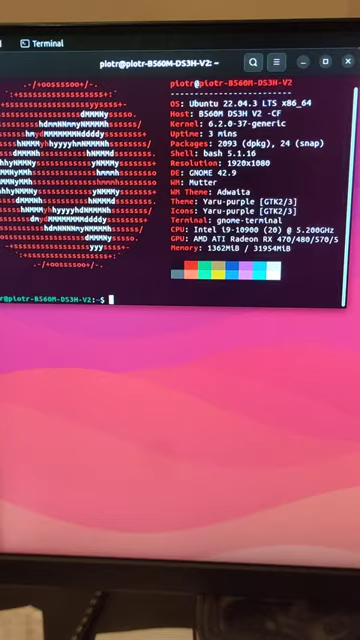 Terminal
piotr@piotr-B560M-DS3H-V2: ~
piotr@piotr-B560M-DS3H-V2
-------------------------
OS: Ubuntu 22.04.3 LTS x86_64
Host: B560M DS3H V2 -CF
Kernel: 6.2.0-37-generic
Uptime: 3 mins
Packages: 2093 (dpkg), 24 (snap)
Shell: bash 5.1.16
Resolution: 1920x1080
DE: GNOME 42.9
WM: Mutter
WM Theme: Adwaita
Theme: Yaru-purple [GTK2/3]
Icons: Yaru-purple [GTK2/3]
Terminal: gnome-terminal
CPU: Intel i9-10900 (20) @ 5.200GHz
GPU: AMD ATI Radeon RX 470/480/570/5
Memory: 1362MiB / 31954MiB
r@piotr-B560M-DS3H-V2:~$